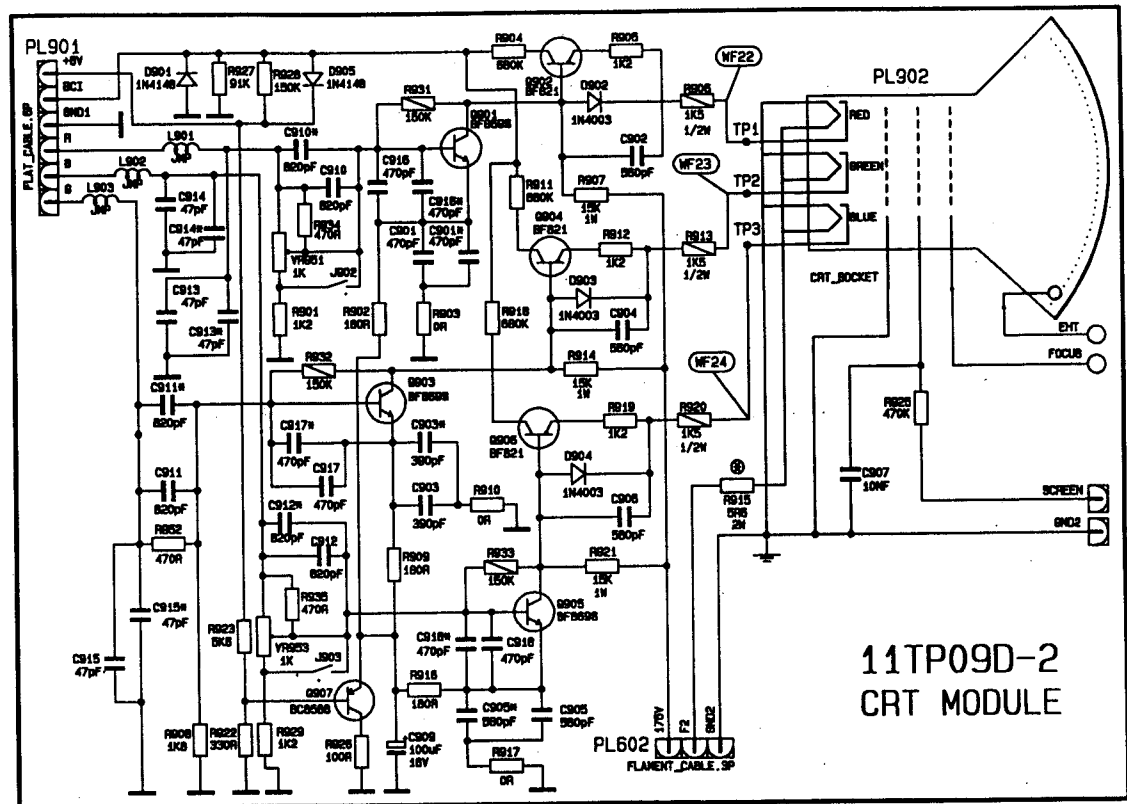 PL901
+8V
SCI
GND1
R
B
G
FLAT_CABLE.6P
D901
1N4148
R927
91K
R928
150K
D905
1N4148
L901
JMP
L902
JMP
L903
JMP
C914
47pF
C914*
47pF
C913
47pF
C913*
47pF
C910*
820pF
C910
820pF
R934
470R
VR951
1K
J902
R901
1K2
R931
150K
Q901
BF869S
C916
470pF
C916*
470pF
C901
470pF
C901*
470pF
R902
180R
R903
0R
R904
680K
Q902
BF821
R905
1K2
D902
1N4003
R906
1K5
1/2W
C902
560pF
R907
15K
1W
WF22
WF23
WF24
TP1
TP2
TP3
R911
680K
Q904
BF821
R912
1K2
R913
1K5
1/2W
D903
1N4003
C904
560pF
R914
15K
1W
R918
680K
Q906
BF821
R919
1K2
R920
1K5
1/2W
D904
1N4003
C906
560pF
R921
15K
1W
R932
150K
Q903
BF869S
C911*
820pF
C911
820pF
R952
470R
C915*
47pF
C915
47pF
C917*
470pF
C917
470pF
C903*
390pF
C903
390pF
R910
0R
C912*
820pF
C912
820pF
R909
180R
R935
470R
VR953
1K
J903
R923
5K6
Q907
BC858B
R908
1K8
R922
330R
R929
1K2
R926
100R
C909
100uF
16V
R916
180R
R933
150K
Q905
BF869S
C918*
470pF
C918
470pF
C905*
560pF
C905
560pF
R917
0R
PL902
RED
GREEN
BLUE
CRT_SOCKET
EHT
FOCUS
R925
470K
C907
10NF
SCREEN
GND2
R915
5R6
2W
175V
F2
GND2
PL602
FLAMENT_CABLE.3P
11TP09D-2
CRT MODULE